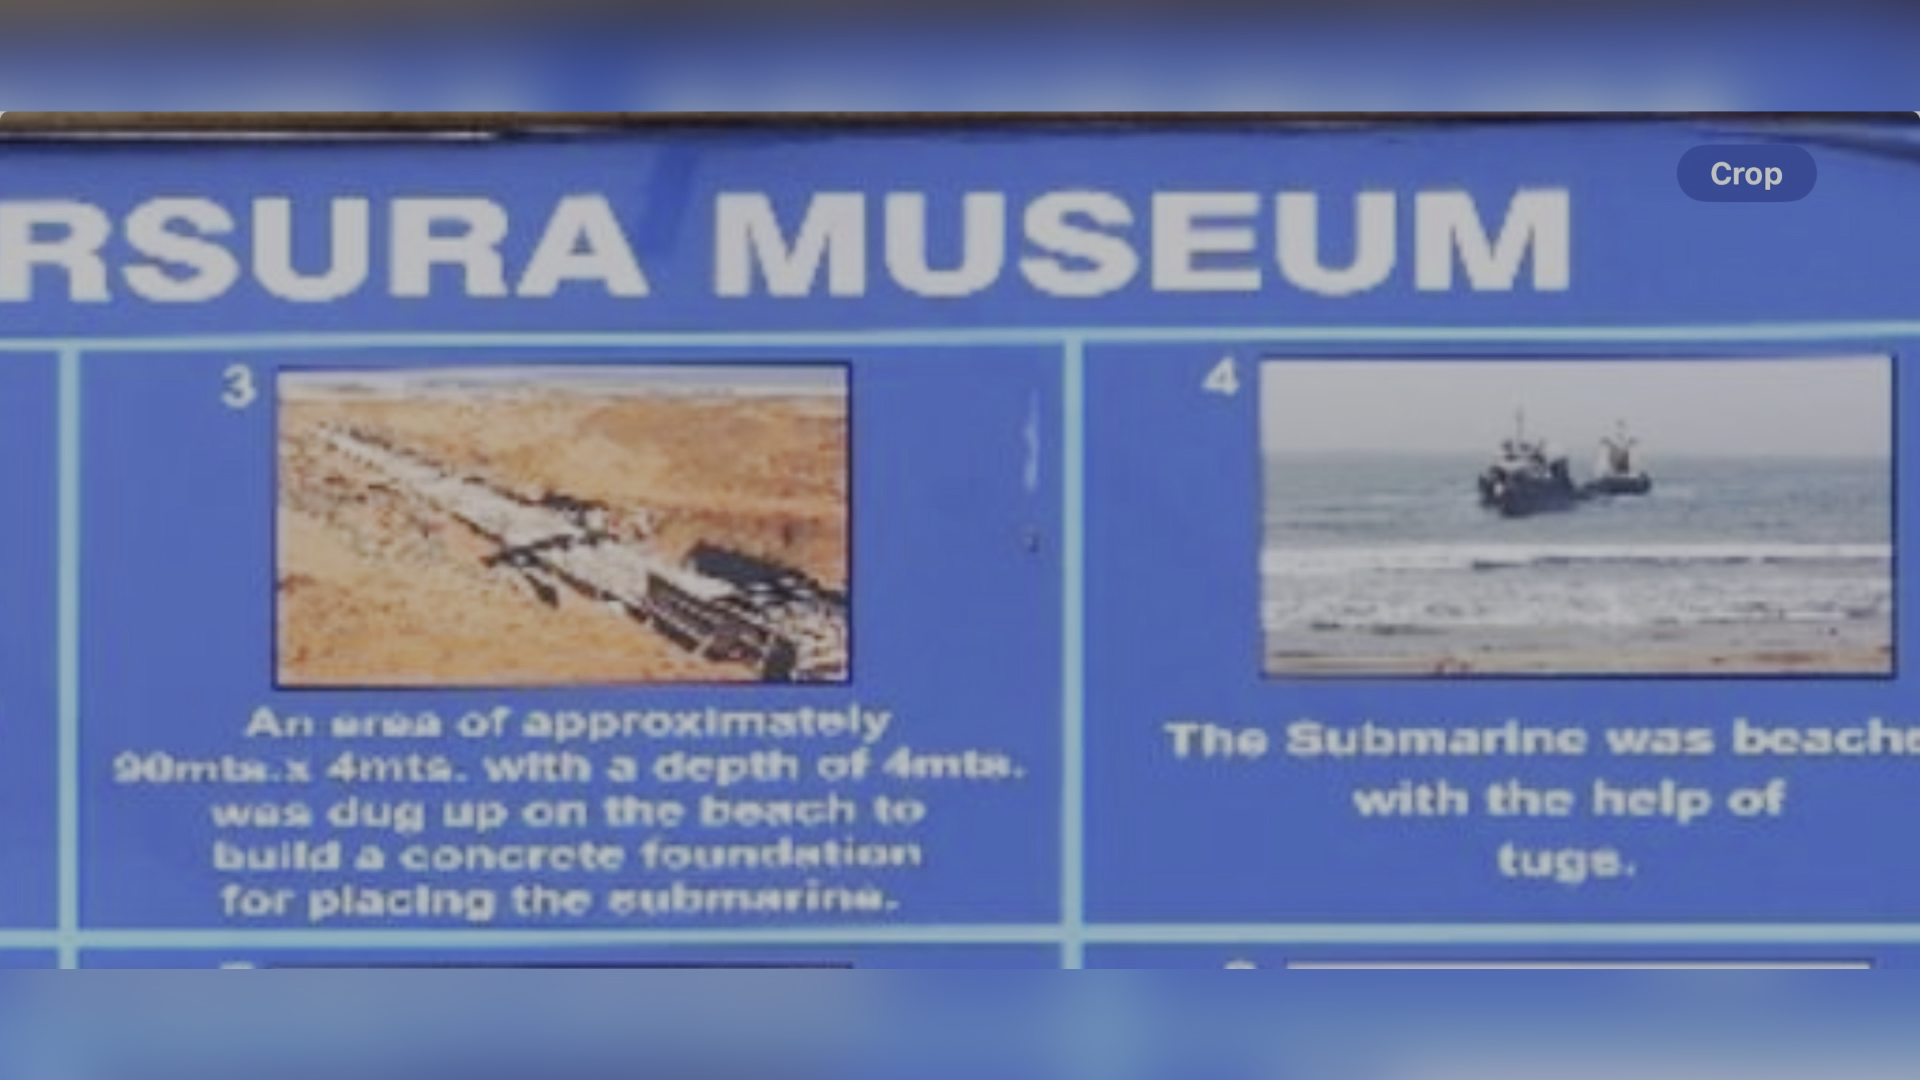 RSURA MUSEUM
Crop
3
An area of approximately
90mts.x 4mts. with a depth of 4mts.
was dug up on the beach to
build a concrete foundation
for placing the submarine.
4
The Submarine was beache
with the help of
tugs.